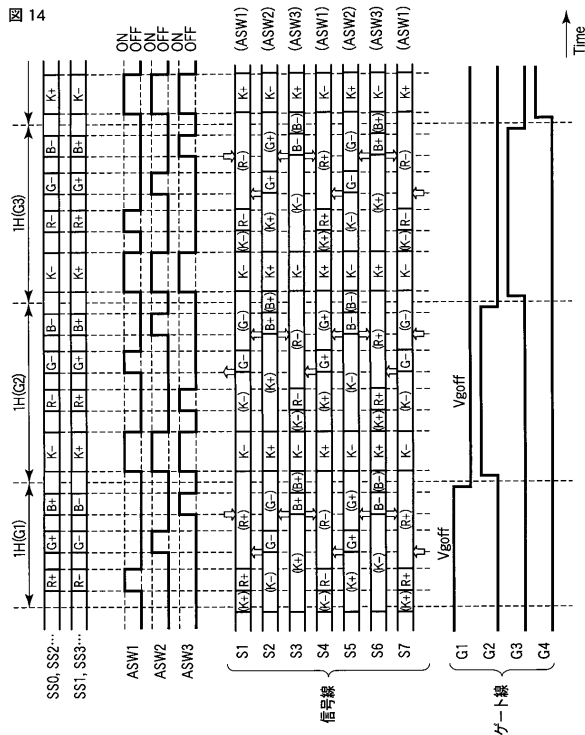 図 14
1H(G1) 1H(G2) 1H(G3)
SS0, SS2… R+ G+ B+ K− R− G− B− K− R− G− B− K+
SS1, SS3… R− G− B− K+ R+ G+ B+ K+ R+ G+ B+ K−
ASW1 ON OFF
ASW2 ON OFF
ASW3 ON OFF
信号線
S1 (K+) R+ (R+) K− (K−) G− (G−) K− (K−) R− (R−) K+ (ASW1)
S2 (K−) G− (G−) K+ (K+) B+ (B+) K+ (K+) G+ (G+) K− (ASW2)
S3 (K+) B+ (B+) K− (K−) R− (R−) K− (K−) B− (B−) K+ (ASW3)
S4 (K−) R− (R−) K+ (K+) G+ (G+) K+ (K+) R+ (R+) K− (ASW1)
S5 (K+) G+ (G+) K− (K−) B− (B−) K− (K−) G− (G−) K+ (ASW2)
S6 (K−) B− (B−) K+ (K+) R+ (R+) K+ (K+) B+ (B+) K− (ASW3)
S7 (K+) R+ (R+) K− (K−) G− (G−) K− (K−) R− (R−) K+ (ASW1)
ゲート線
G1 Vgoff
G2 Vgoff
G3
G4
Time